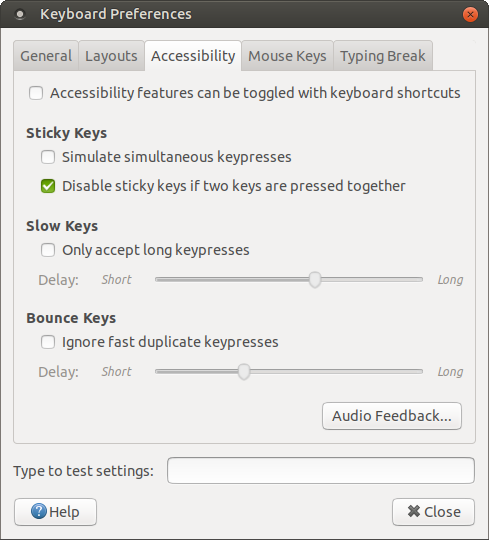 Keyboard Preferences
General Layouts Accessibility Mouse Keys Typing Break
Accessibility features can be toggled with keyboard shortcuts
Sticky Keys
Simulate simultaneous keypresses
Disable sticky keys if two keys are pressed together
Slow Keys
Only accept long keypresses
Delay: Short Long
Bounce Keys
Ignore fast duplicate keypresses
Delay: Short Long
Audio Feedback...
Type to test settings:
Help Close